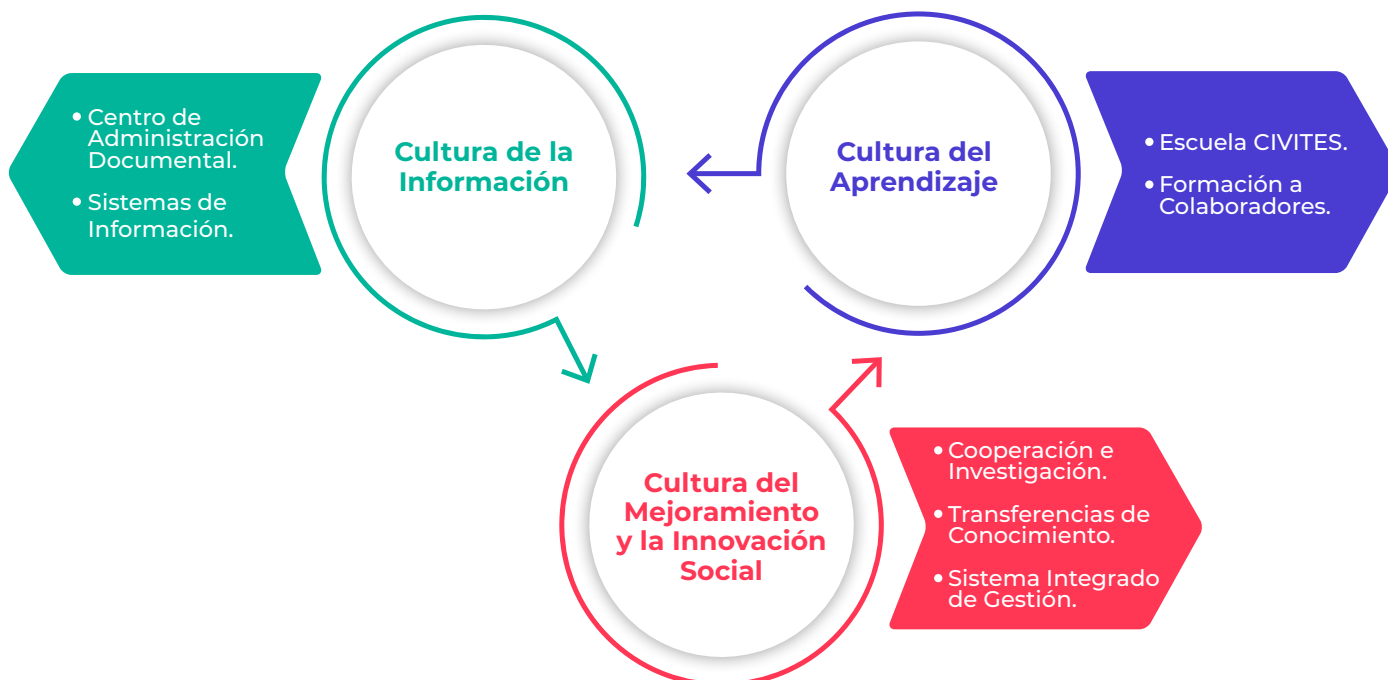 • Centro de
Administración
Documental.
• Sistemas de
Información.
Cultura de la
Información
Cultura del
Aprendizaje
• Escuela CIVITES.
• Formación a
Colaboradores.
Cultura del
Mejoramiento
y la Innovación
Social
• Cooperación e
Investigación.
• Transferencias de
Conocimiento.
• Sistema Integrado
de Gestión.